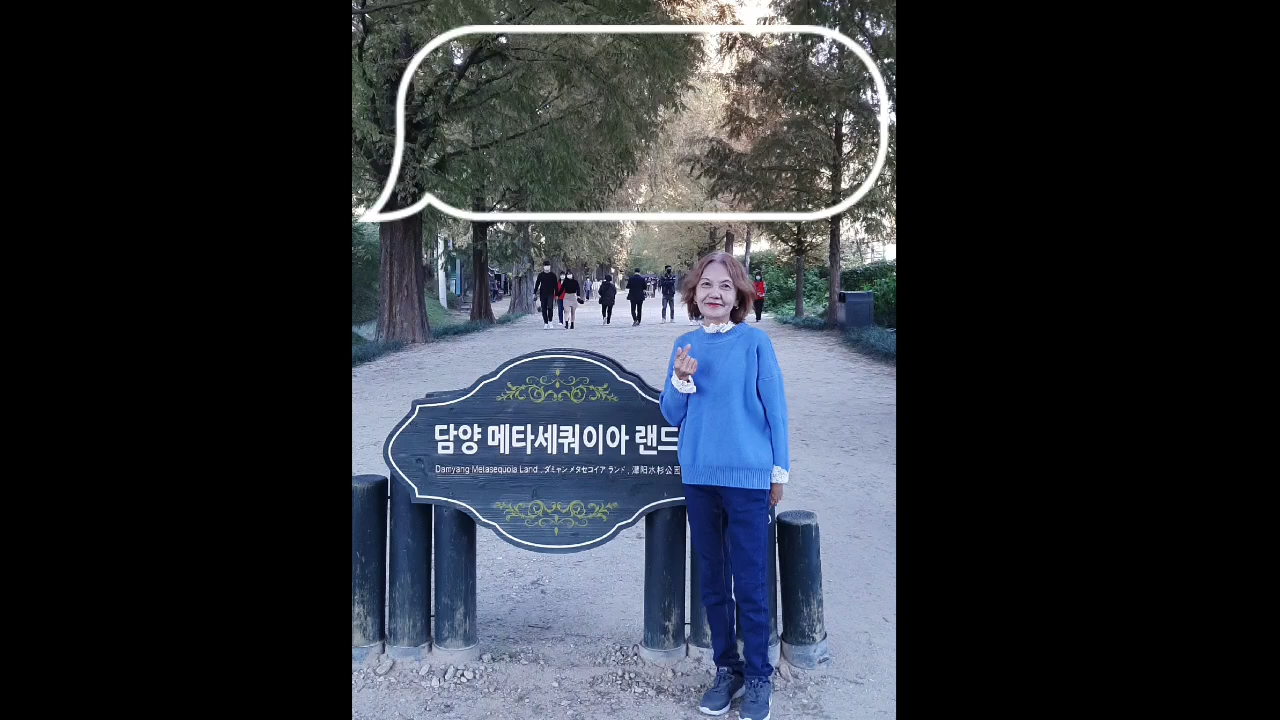 담양 메타세쿼이아 랜드
Damyang Metasequoia Land , ダミャン メタセコイア ランド , 潭阳水杉公园